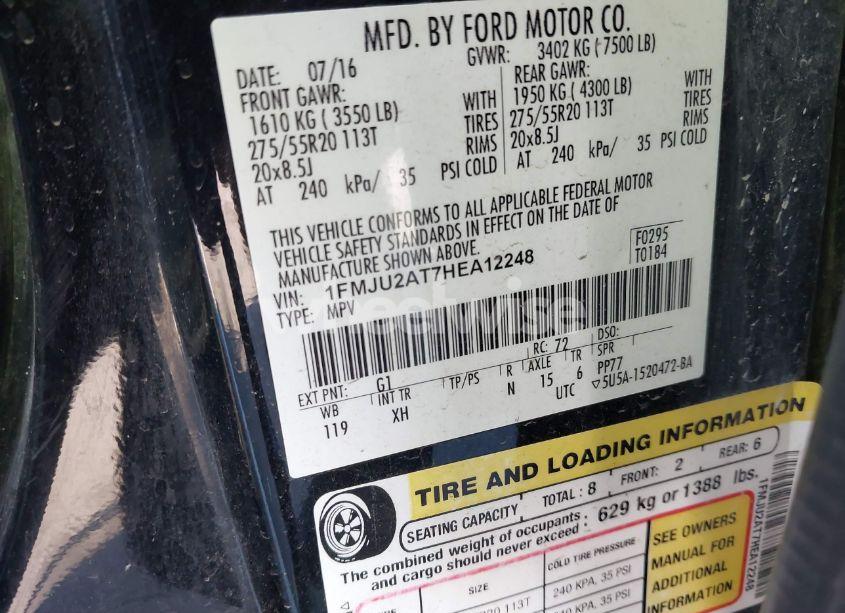 MFD. BY FORD MOTOR CO.
DATE: 07/16 GVWR: 3402 KG ( 7500 LB)
FRONT GAWR: REAR GAWR:
1610 KG ( 3550 LB) WITH 1950 KG ( 4300 LB) WITH
275/55R20 113T TIRES 275/55R20 113T TIRES
20x8.5J RIMS 20x8.5J RIMS
AT 240 kPa/ 35 PSI COLD AT 240 kPa/ 35 PSI COLD
THIS VEHICLE CONFORMS TO ALL APPLICABLE FEDERAL MOTOR
VEHICLE SAFETY STANDARDS IN EFFECT ON THE DATE OF
MANUFACTURE SHOWN ABOVE.
F0295
T0184
VIN: 1FMJU2AT7HEA12248
TYPE: MPV
EXT PNT: G1 RC: 72 DSO:
WB INT TR TP/PS R AXLE TR SPR
119 XH N 15 6 PP77
UTC ▽5U5A-1520472-BA
TIRE AND LOADING INFORMATION
SEATING CAPACITY TOTAL : 8 FRONT: 2 REAR: 6
The combined weight of occupants
and cargo should never exceed : 629 kg or 1388 lbs.
SIZE COLD TIRE PRESSURE
113T 240 KPA, 35 PSI
SEE OWNERS
MANUAL FOR
ADDITIONAL
INFORMATION
1FMJU2AT7HEA12248